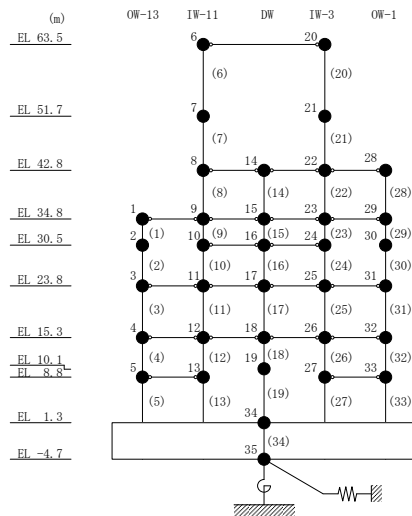 (m) OW-13 IW-11 DW IW-3 OW-1
EL 63.5 6 20
(6) (20)
EL 51.7 7 21
(7) (21)
EL 42.8 8 14 22 28
(8) (14) (22) (28)
EL 34.8 1 9 15 23 29
(1) (9) (15) (23) (29)
EL 30.5 2 10 16 24 30
(2) (10) (16) (24) (30)
EL 23.8 3 11 17 25 31
(3) (11) (17) (25) (31)
EL 15.3 4 12 18 26 32
(4) (12) (18) (26) (32)
EL 10.1 19
EL 8.8 5 13 27 33
(5) (13) (19) (27) (33)
EL 1.3 34
(34)
EL -4.7 35